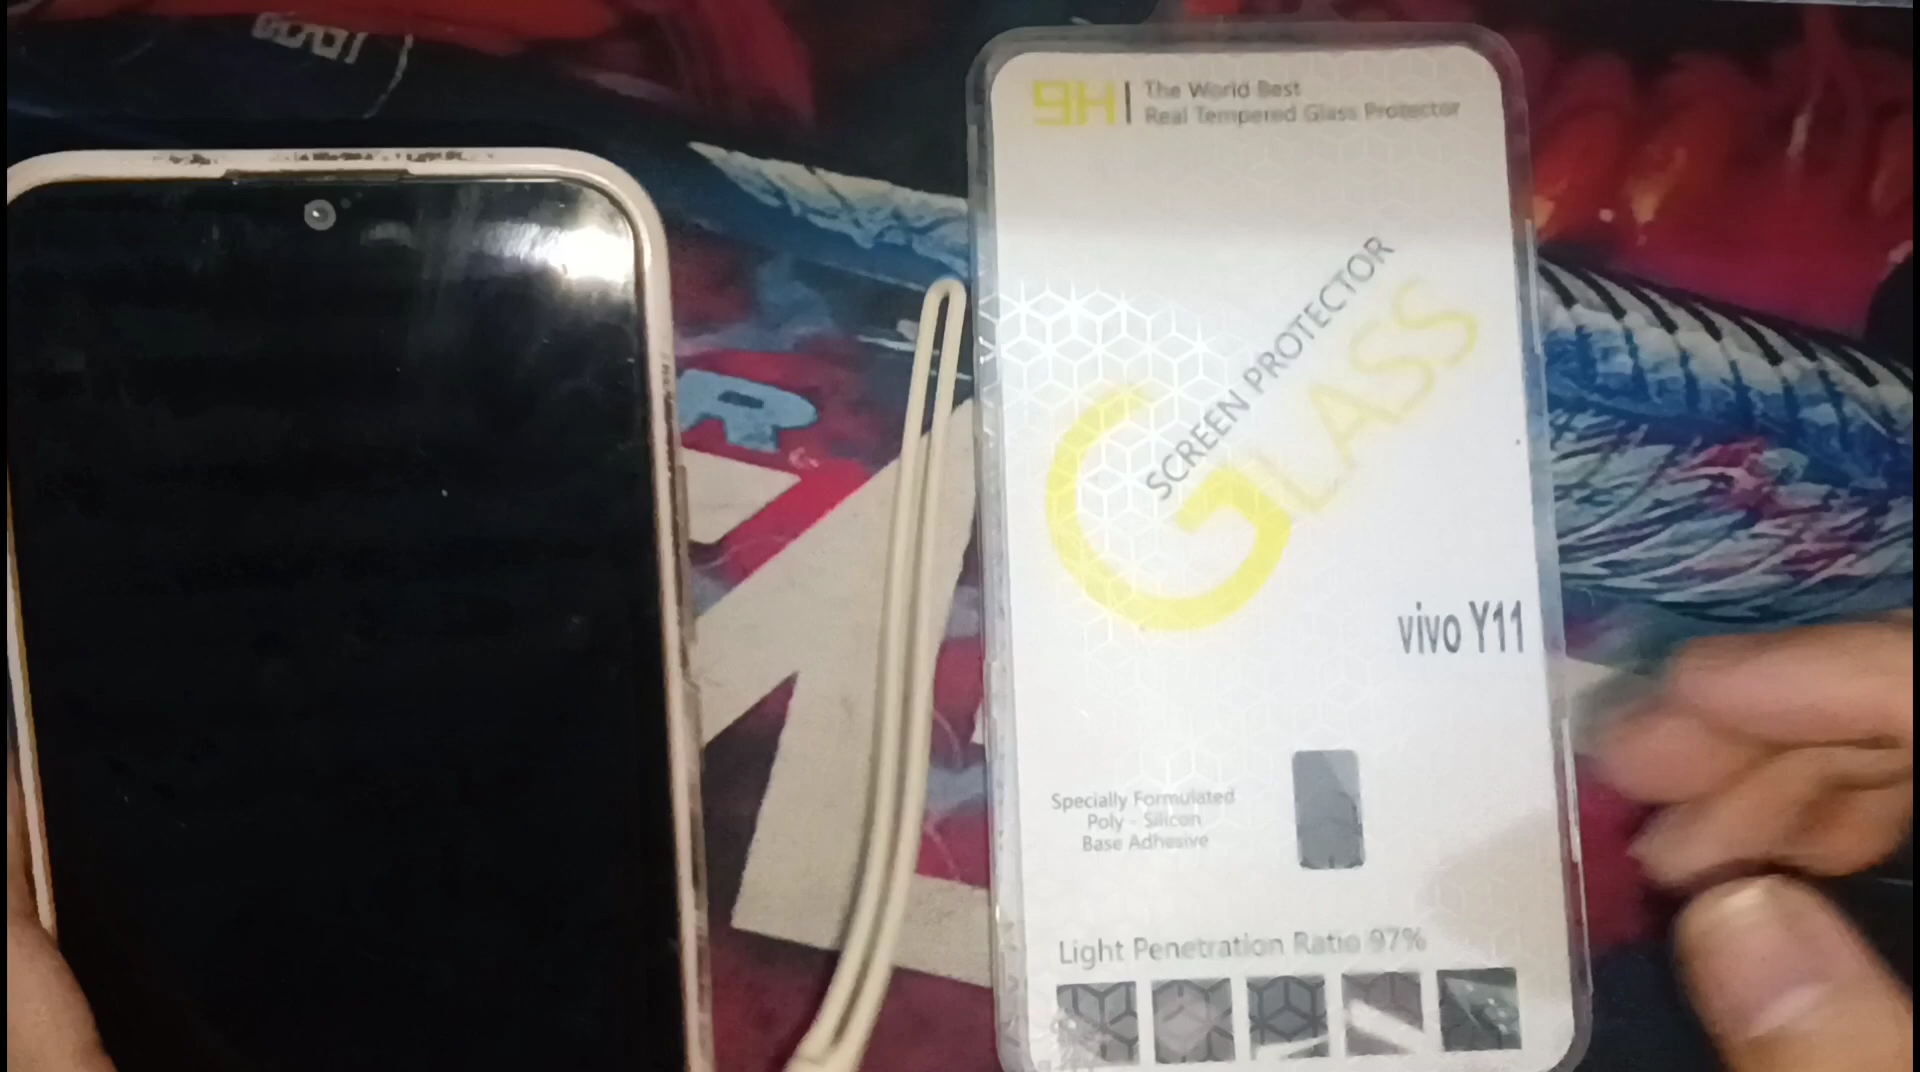 9H | The World Best
Real Tempered Glass Protector
SCREEN PROTECTOR
GLASS
vivo Y11
Specially Formulated
Poly - Silicon
Base Adhesive
Light Penetration Ratio 97%
R